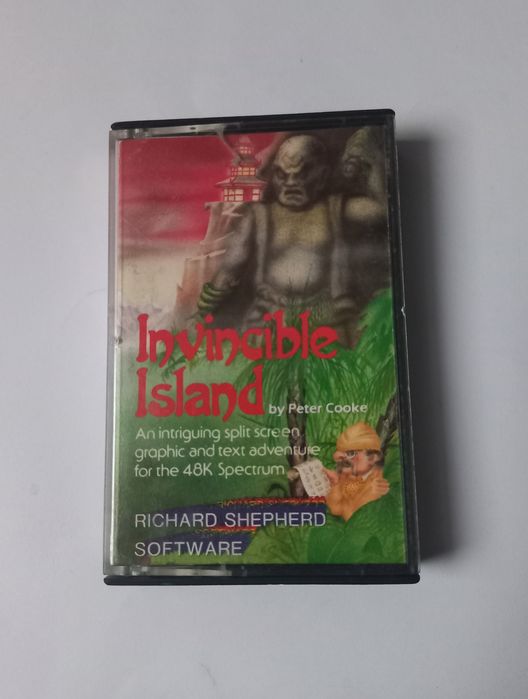 Invincible
Island
by Peter Cooke
An intriguing split screen
graphic and text adventure
for the 48K Spectrum
RICHARD SHEPHERD
SOFTWARE